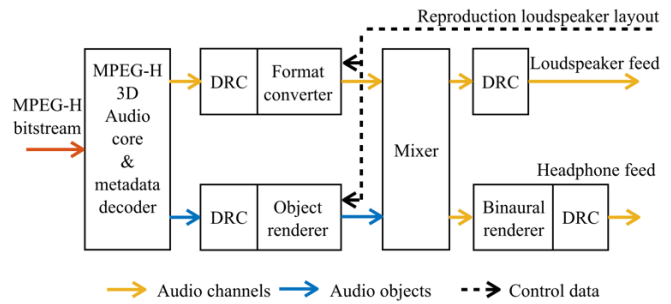 Reproduction loudspeaker layout
MPEG-H
bitstream
MPEG-H
3D
Audio
core
&
metadata
decoder
DRC
Format
converter
DRC
Object
renderer
Mixer
DRC
Loudspeaker feed
Binaural
renderer
DRC
Headphone feed
Audio channels
Audio objects
Control data